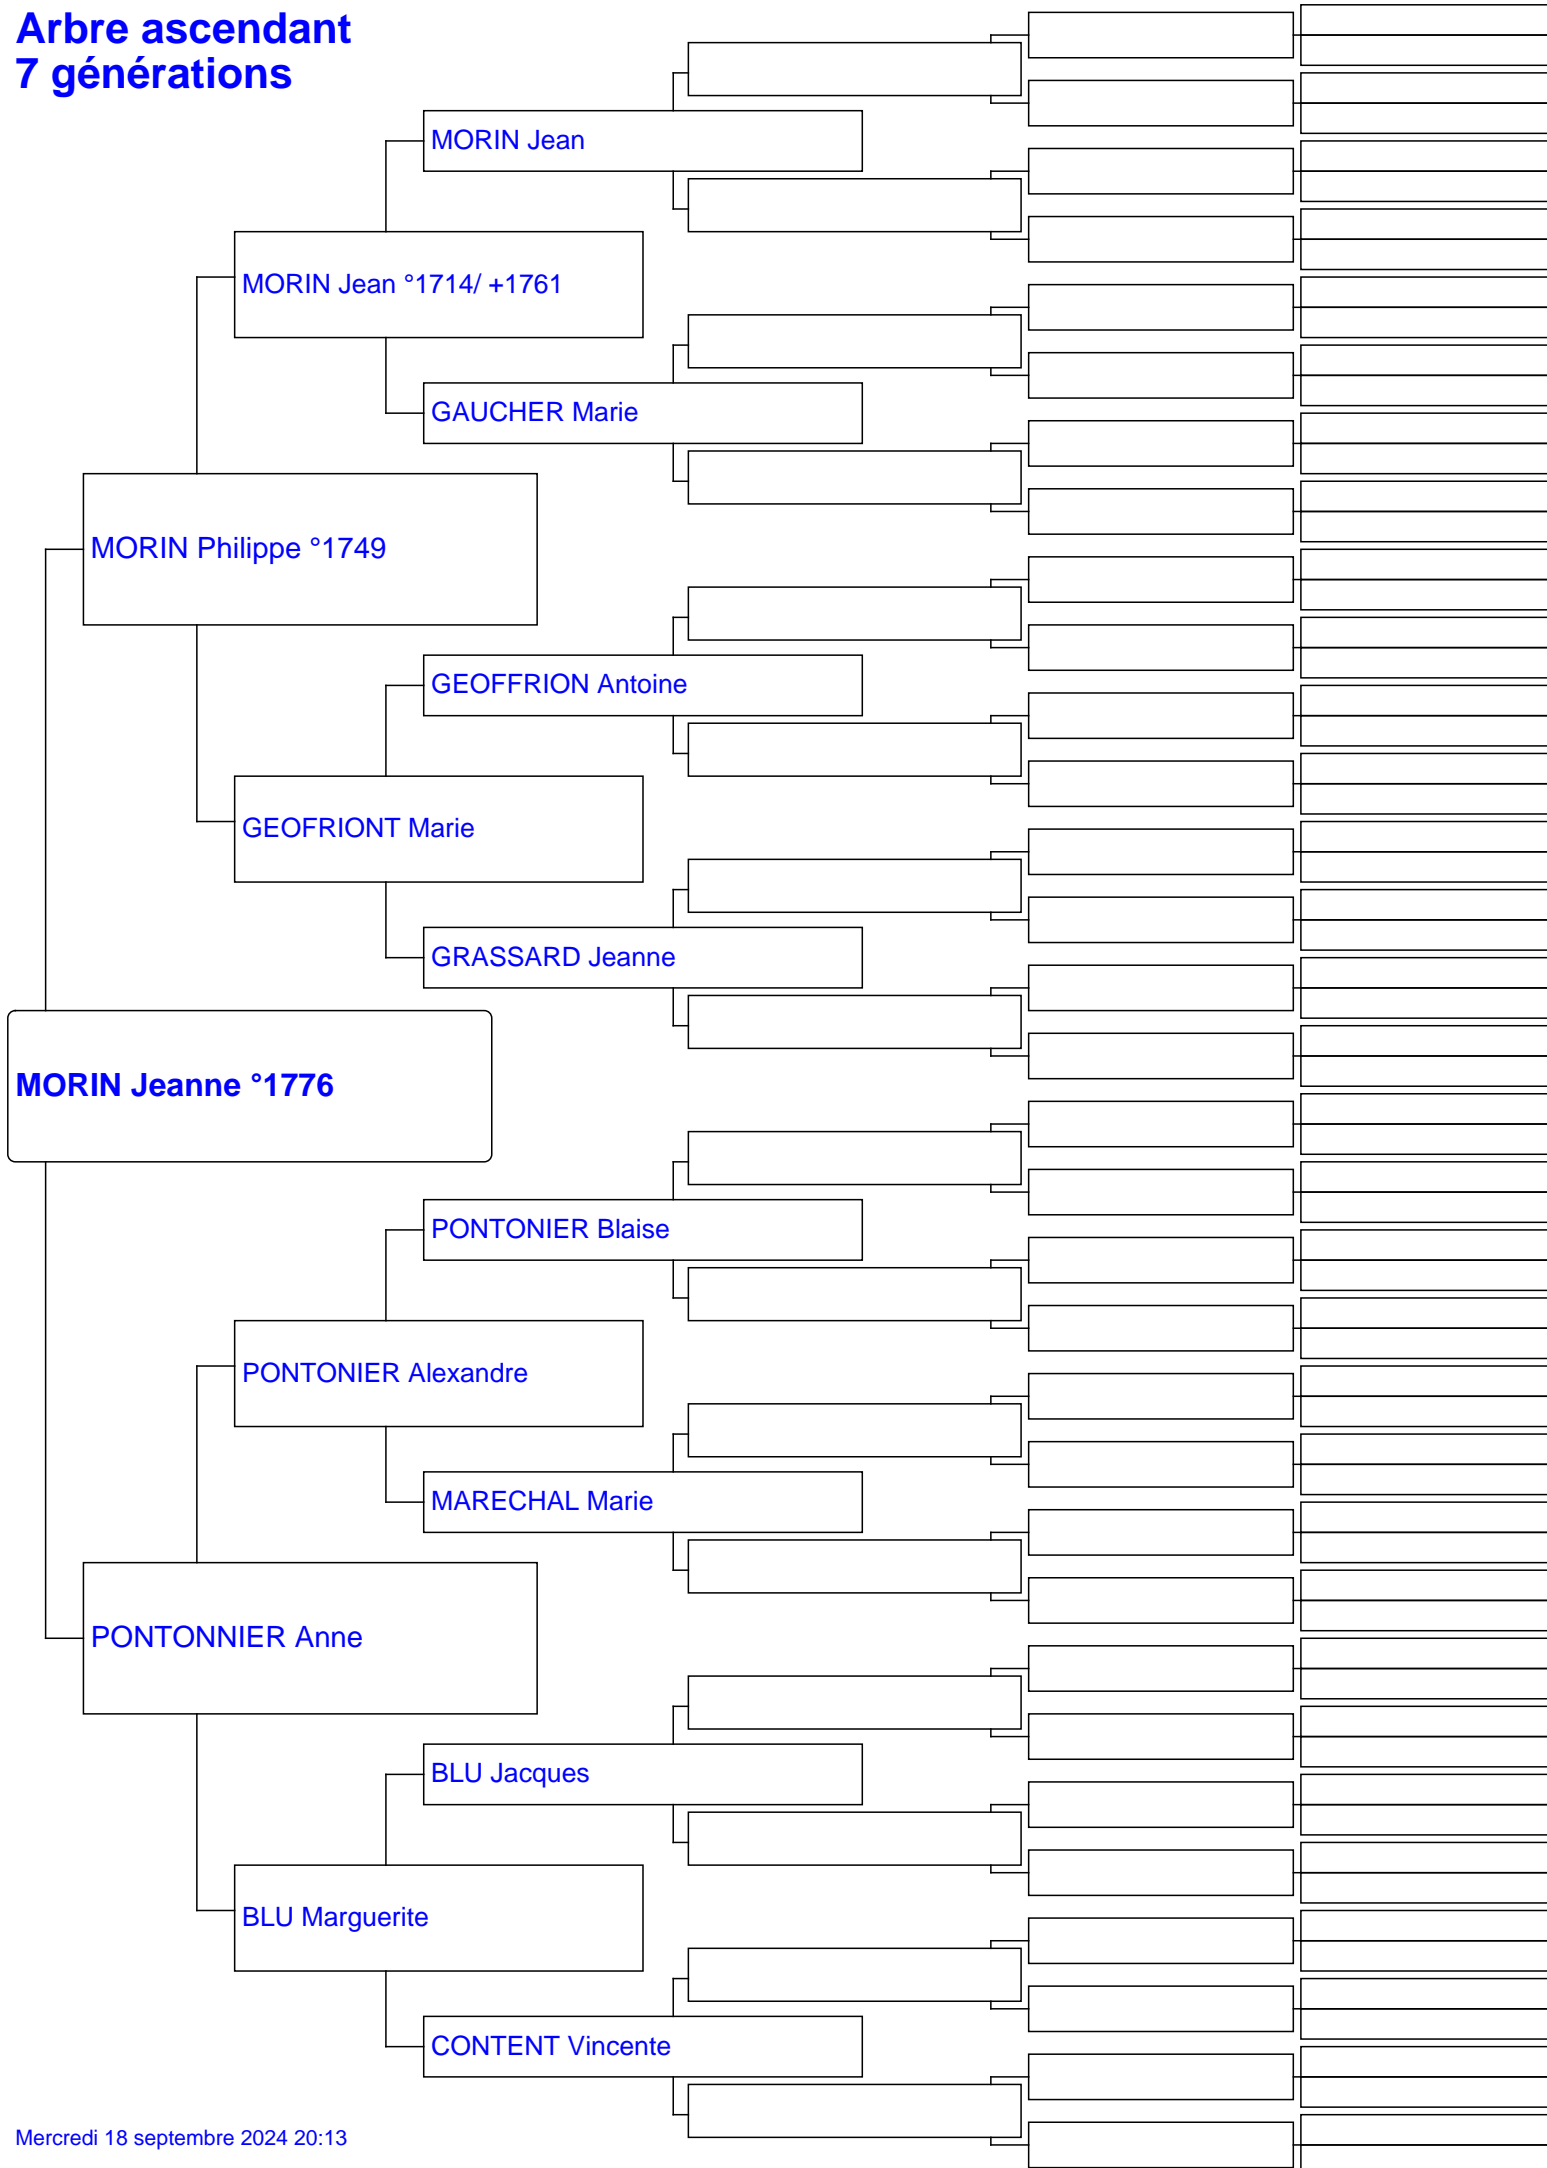 Arbre ascendant
7 générations
MORIN Jean
MORIN Jean °1714/ +1761
GAUCHER Marie
MORIN Philippe °1749
GEOFFRION Antoine
GEOFRIONT Marie
GRASSARD Jeanne
MORIN Jeanne °1776
PONTONIER Blaise
PONTONIER Alexandre
MARECHAL Marie
PONTONNIER Anne
BLU Jacques
BLU Marguerite
CONTENT Vincente
Mercredi 18 septembre 2024 20:13